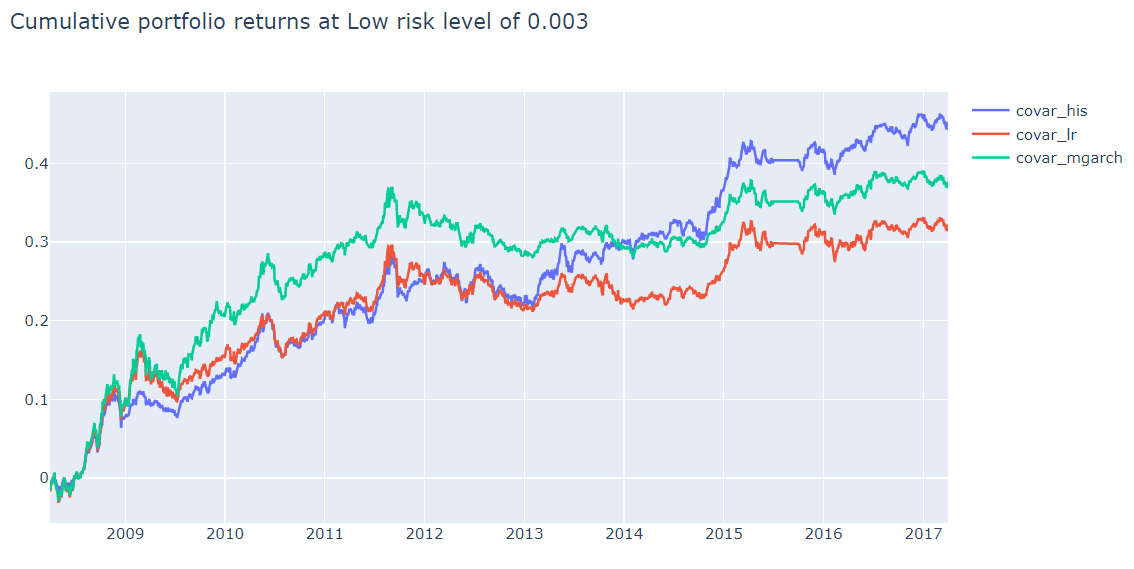 Cumulative portfolio returns at Low risk level of 0.003
covar_his
covar_lr
covar_mgarch
0.4
0.3
0.2
0.1
0
2009 2010 2011 2012 2013 2014 2015 2016 2017